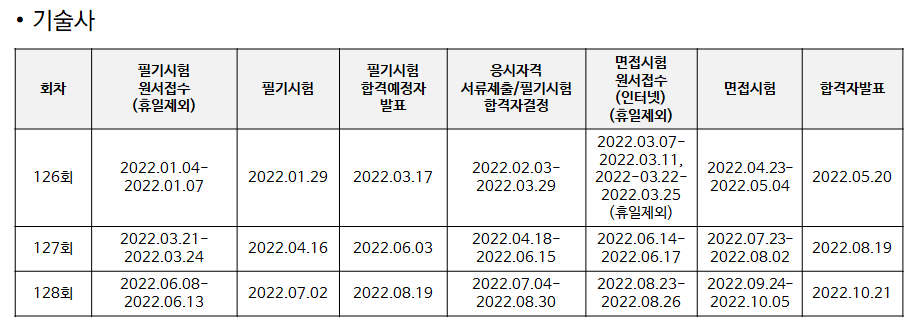 • 기술사
회차
필기시험
원서접수
(휴일제외)
필기시험
필기시험
합격예정자
발표
응시자격
서류제출/필기시험
합격자결정
면접시험
원서접수
(인터넷)
(휴일제외)
면접시험
합격자발표
126회
2022.01.04-
2022.01.07
2022.01.29
2022.03.17
2022.02.03-
2022.03.29
2022.03.07-
2022.03.11,
2022-03.22-
2022.03.25
(휴일제외)
2022.04.23-
2022.05.04
2022.05.20
127회
2022.03.21-
2022.03.24
2022.04.16
2022.06.03
2022.04.18-
2022.06.15
2022.06.14-
2022.06.17
2022.07.23-
2022.08.02
2022.08.19
128회
2022.06.08-
2022.06.13
2022.07.02
2022.08.19
2022.07.04-
2022.08.30
2022.08.23-
2022.08.26
2022.09.24-
2022.10.05
2022.10.21